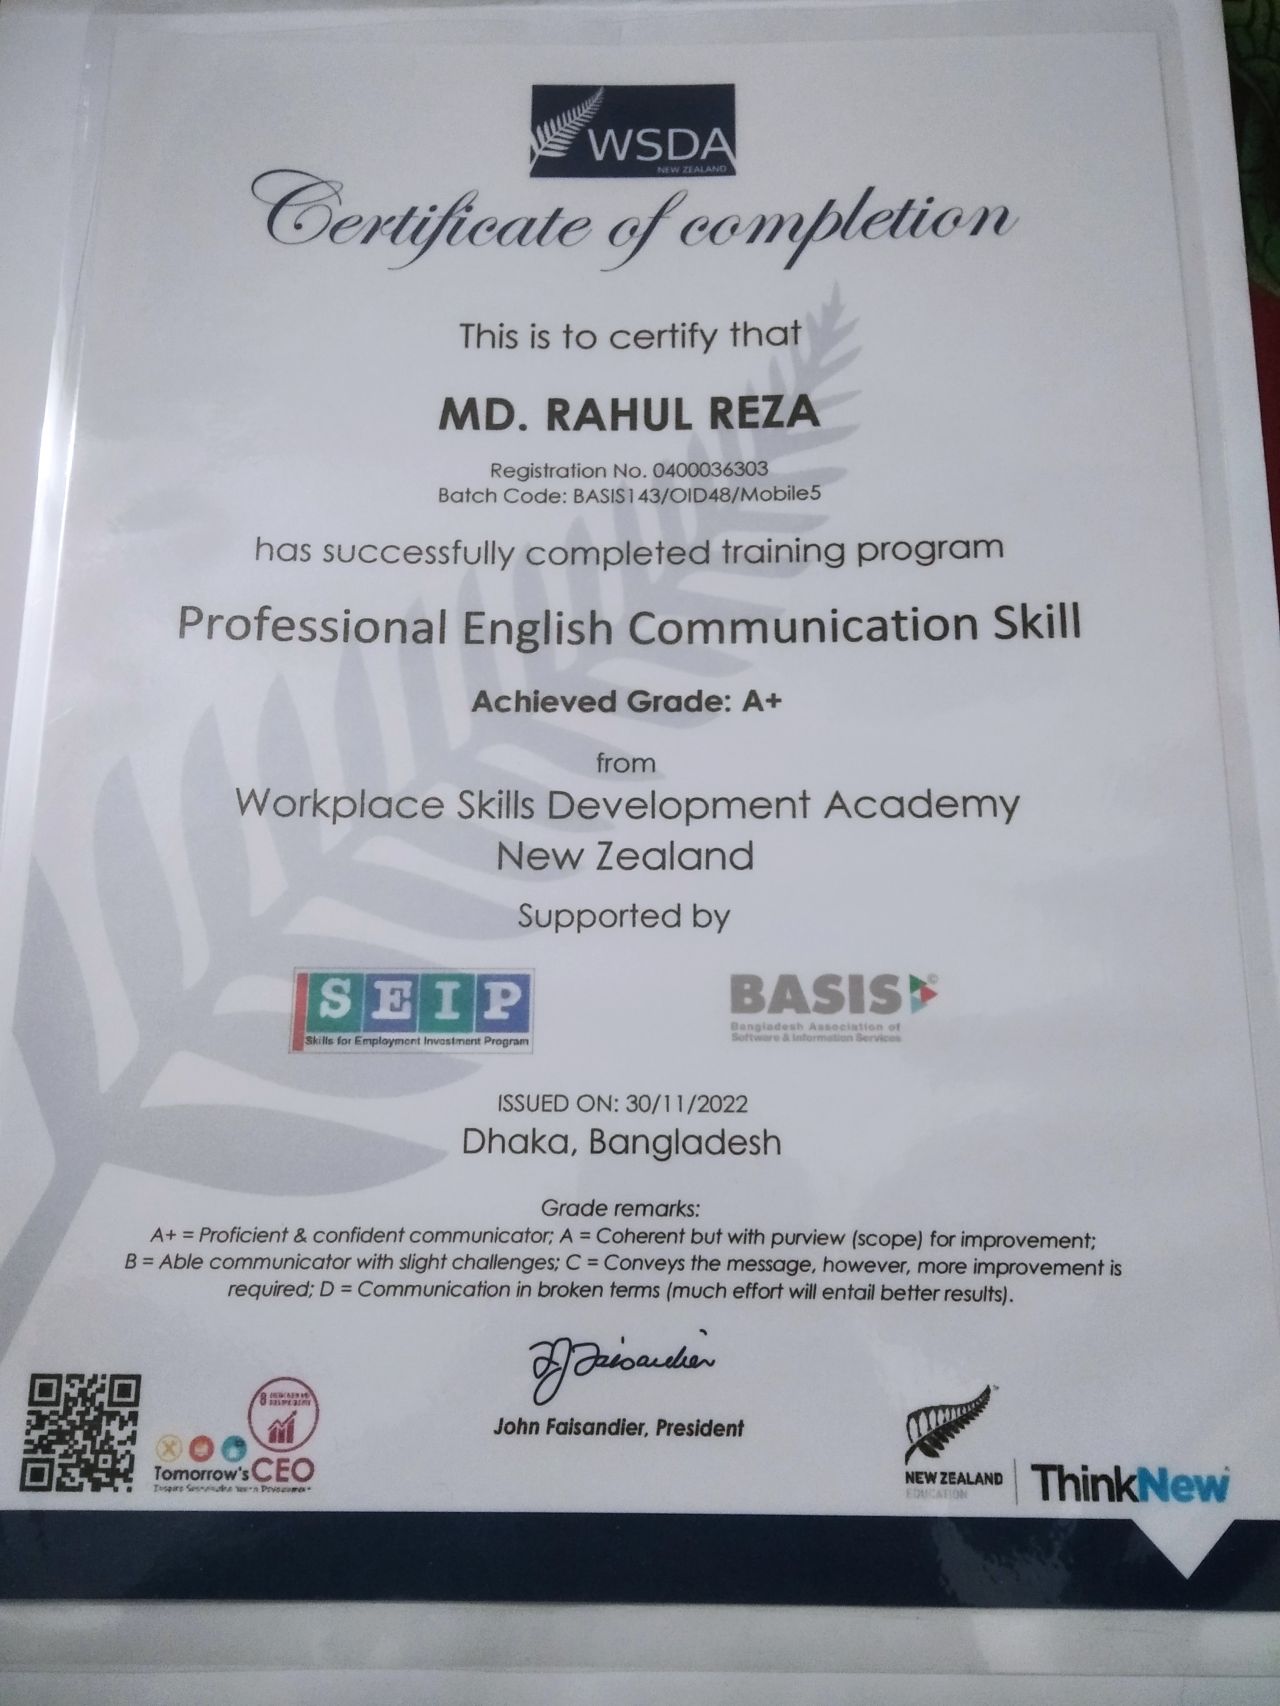 WSDA
NEW ZEALAND
Certificate of completion
This is to certify that
MD. RAHUL REZA
Registration No. 0400036303
Batch Code: BASIS143/OID48/Mobile5
has successfully completed training program
Professional English Communication Skill
Achieved Grade: A+
from
Workplace Skills Development Academy
New Zealand
Supported by
SEIP
Skills for Employment Investment Program
BASIS
Bangladesh Association of
Software & Information Services
ISSUED ON: 30/11/2022
Dhaka, Bangladesh
Grade remarks:
A+ = Proficient & confident communicator; A = Coherent but with purview (scope) for improvement;
B = Able communicator with slight challenges; C = Conveys the message, however, more improvement is
required; D = Communication in broken terms (much effort will entail better results).
John Faisandier, President
Tomorrow's CEO
NEW ZEALAND
EDUCATION
ThinkNew